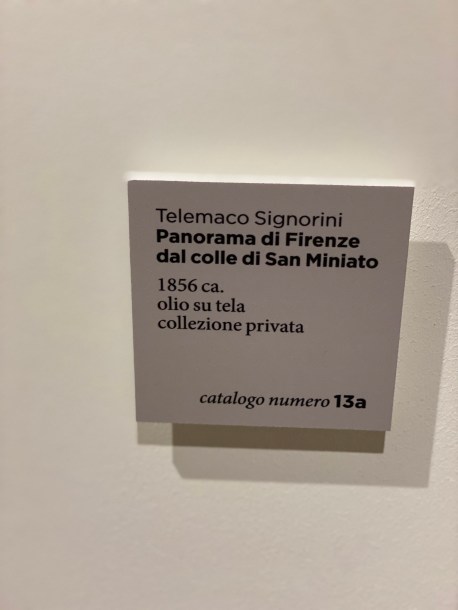 Telemaco Signorini
Panorama di Firenze
dal colle di San Miniato
1856 ca.
olio su tela
collezione privata
catalogo numero 13a